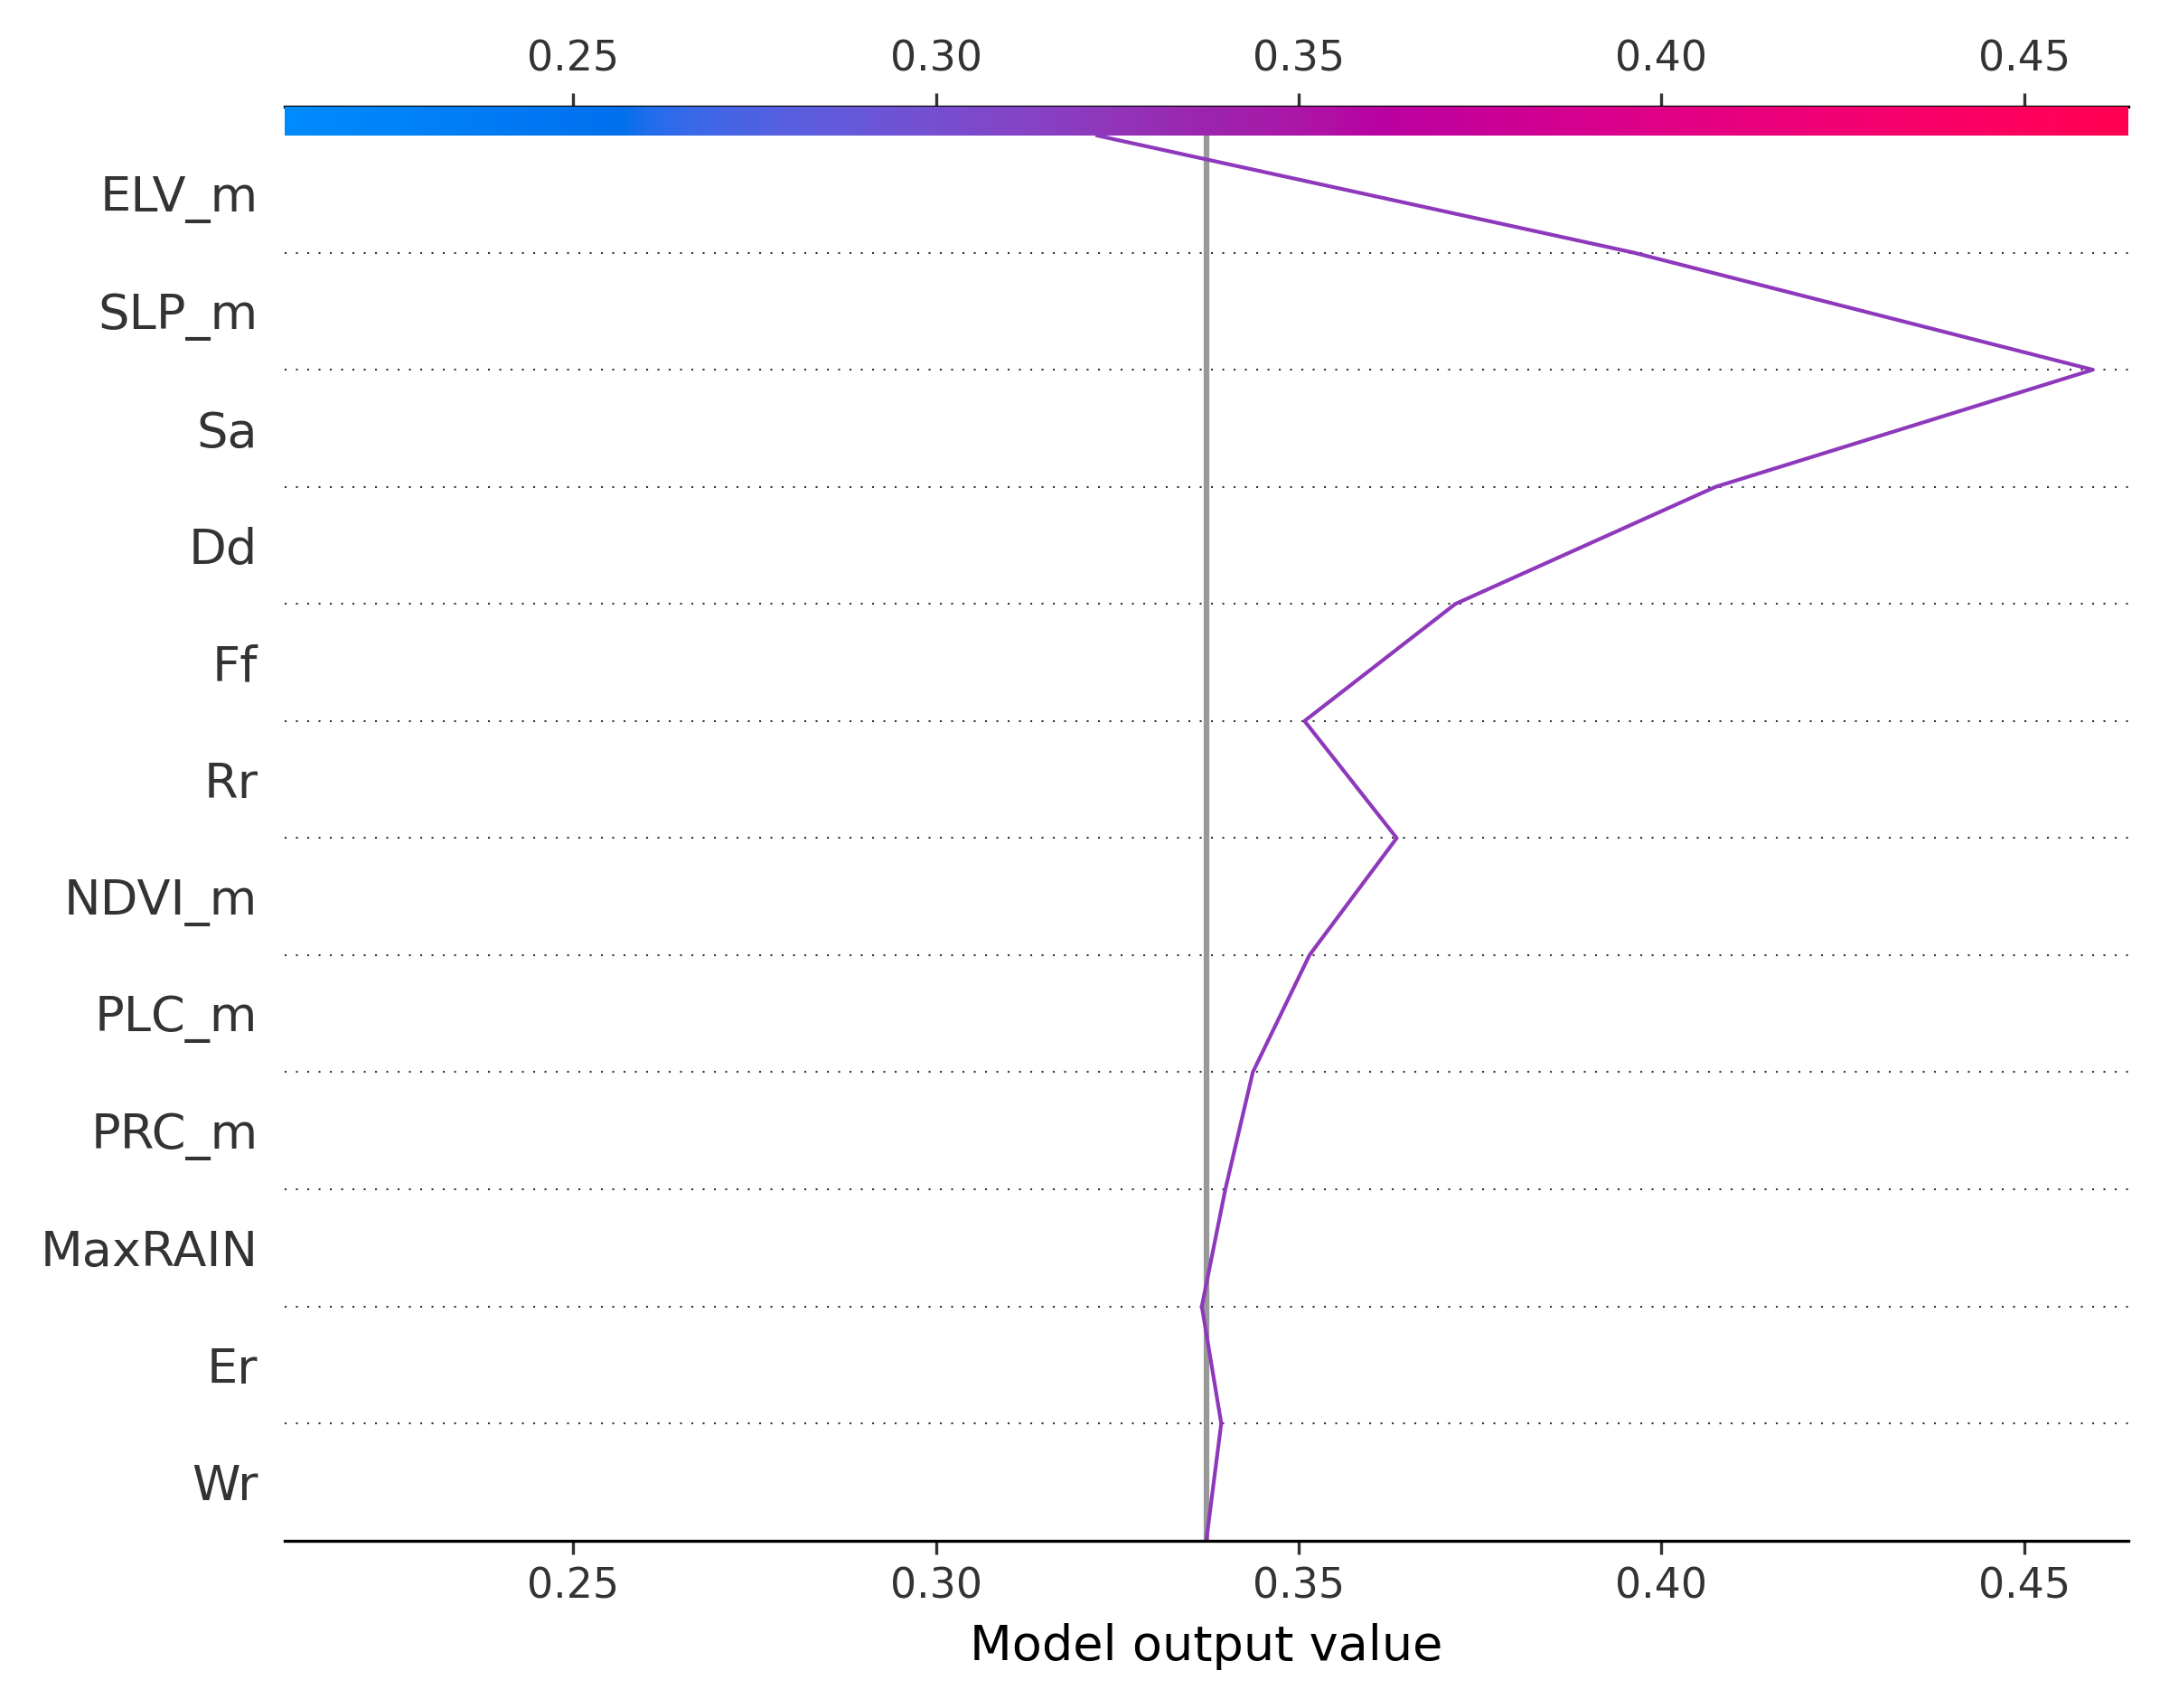 0.25 0.30 0.35 0.40 0.45
ELV_m
SLP_m
Sa
Dd
Ff
Rr
NDVI_m
PLC_m
PRC_m
MaxRAIN
Er
Wr
0.25 0.30 0.35 0.40 0.45
Model output value